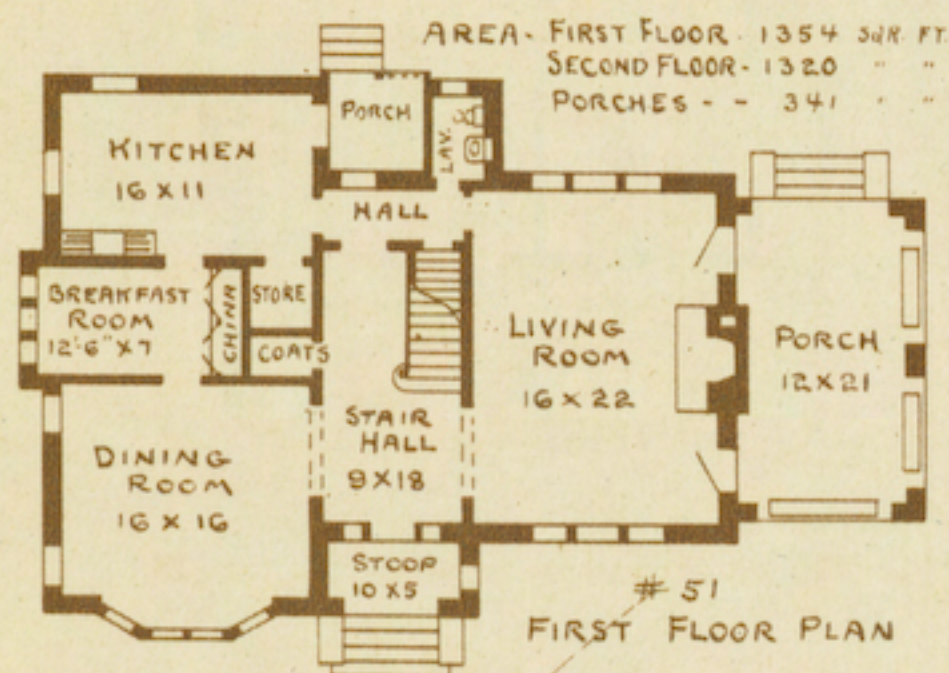 AREA - FIRST FLOOR - 1354 SQR. FT.
SECOND FLOOR - 1320 " "
PORCHES - - 341 " "
PORCH
LAV.
KITCHEN
16 X 11
HALL
BREAKFAST
ROOM
12'-6" X 7
CHINA
STORE
COATS
LIVING
ROOM
16 X 22
PORCH
12 X 21
STAIR
HALL
9 X 18
DINING
ROOM
16 X 16
STOOP
10 X 5
# 51
FIRST FLOOR PLAN